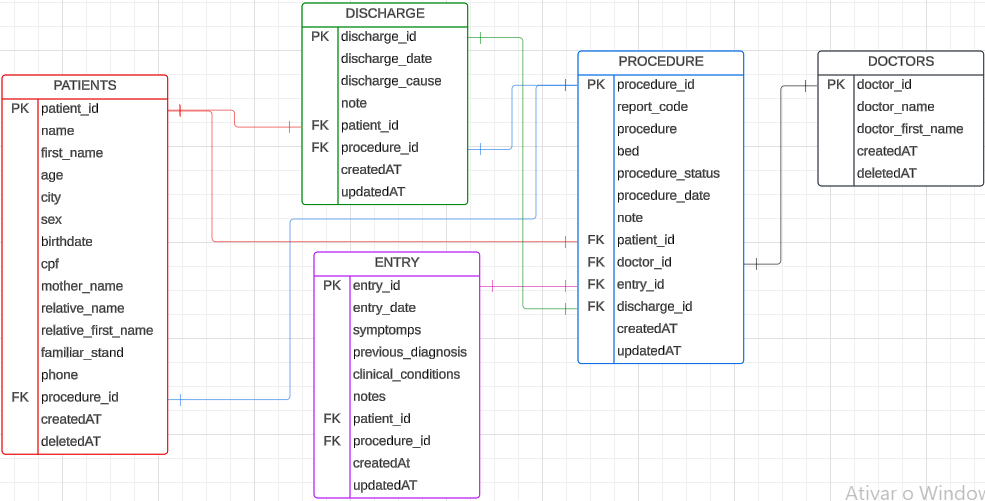 DISCHARGE
PK discharge_id
discharge_date
discharge_cause
note
FK patient_id
FK procedure_id
createdAT
updatedAT
PATIENTS
PK patient_id
name
first_name
age
city
sex
birthdate
cpf
mother_name
relative_name
relative_first_name
familiar_stand
phone
FK procedure_id
createdAT
deletedAT
ENTRY
PK entry_id
entry_date
symptomps
previous_diagnosis
clinical_conditions
notes
FK patient_id
FK procedure_id
createdAt
updatedAT
PROCEDURE
PK procedure_id
report_code
procedure
bed
procedure_status
procedure_date
note
FK patient_id
FK doctor_id
FK entry_id
FK discharge_id
createdAT
updatedAT
DOCTORS
PK doctor_id
doctor_name
doctor_first_name
createdAT
deletedAT
Ativar o Window